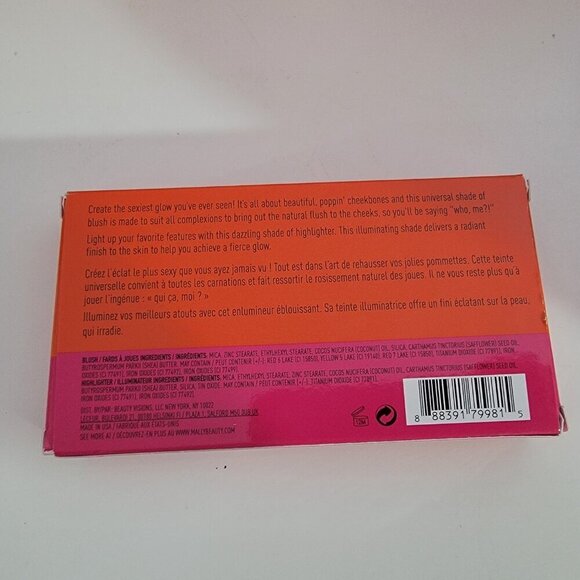 Create the sexiest glow you've ever seen! It's all about beautiful, poppin' cheekbones and this universal shade of
blush is made to suit all complexions to bring out the natural flush to the cheeks, so you'll be saying "who, me?!"
Light up your favorite features with this dazzling shade of highlighter. This illuminating shade delivers a radiant
finish to the skin to help you achieve a fierce glow.
Créez l'éclat le plus sexy que vous ayez jamais vu ! Tout est dans l'art de rehausser vos jolies pommettes. Cette teinte
universelle convient à toutes les carnations et fait ressortir le rosissement naturel des joues. Il ne vous reste plus qu'à
jouer l'ingénue : « qui ça, moi ? »
Illuminez vos meilleurs atouts avec cet enlumineur éblouissant. Sa teinte illuminatrice offre un fini éclatant sur la peau,
qui irradie.
BLUSH / FARDS À JOUES INGREDIENTS / INGRÉDIENTS: MICA, ZINC STEARATE, ETHYLHEXYL STEARATE, COCOS NUCIFERA (COCONUT) OIL, SILICA, CARTHAMUS TINCTORIUS (SAFFLOWER) SEED OIL,
BUTYROSPERMUM PARKII (SHEA) BUTTER. MAY CONTAIN / PEUT CONTENIR [+/-]: RED 6 LAKE (CI 15850), YELLOW 5 LAKE (CI 19140), RED 7 LAKE (CI 15850), TITANIUM DIOXIDE (CI 77891), IRON
OXIDES (CI 77491), IRON OXIDES (CI 77492), IRON OXIDES (CI 77499).
HIGHLIGHTER / ILLUMINATEUR INGREDIENTS / INGRÉDIENTS: MICA, ETHYLHEXYL STEARATE, ZINC STEARATE, COCOS NUCIFERA (COCONUT) OIL, CARTHAMUS TINCTORIUS (SAFFLOWER) SEED OIL,
BUTYROSPERMUM PARKII (SHEA) BUTTER, SILICA, TIN OXIDE. MAY CONTAIN / PEUT CONTENIR [+/-]: TITANIUM DIOXIDE (CI 77891),
IRON OXIDES (CI 77491), IRON OXIDES (CI 77492).
DIST. BY/PAR: BEAUTY VISIONS, LLC NEW YORK, NY 10022
MADE IN USA / FABRIQUÉ AUX ÉTATS-UNIS
SEE MORE AT / DÉCOUVREZ-EN PLUS AU WWW.MALLYBEAUTY.COM
12M
8 88391 79981 5